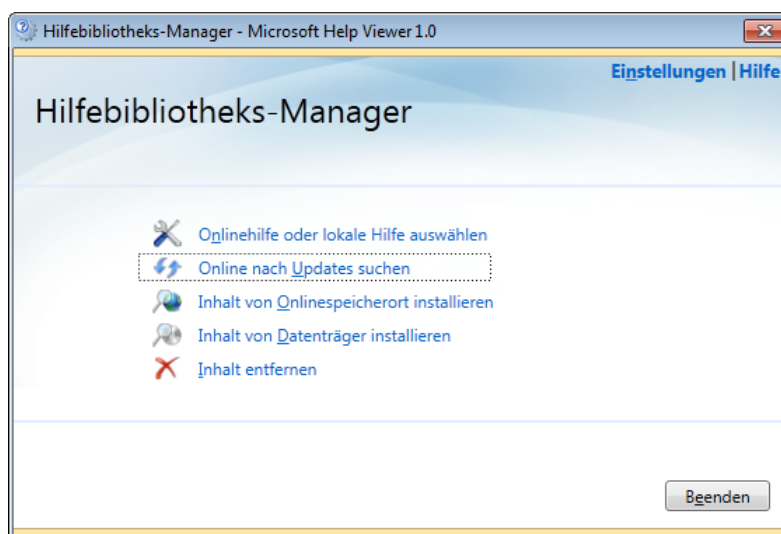 Hilfebibliotheks-Manager - Microsoft Help Viewer 1.0
Einstellungen | Hilfe
Hilfebibliotheks-Manager
Onlinehilfe oder lokale Hilfe auswählen
Online nach Updates suchen
Inhalt von Onlinespeicherort installieren
Inhalt von Datenträger installieren
Inhalt entfernen
Beenden